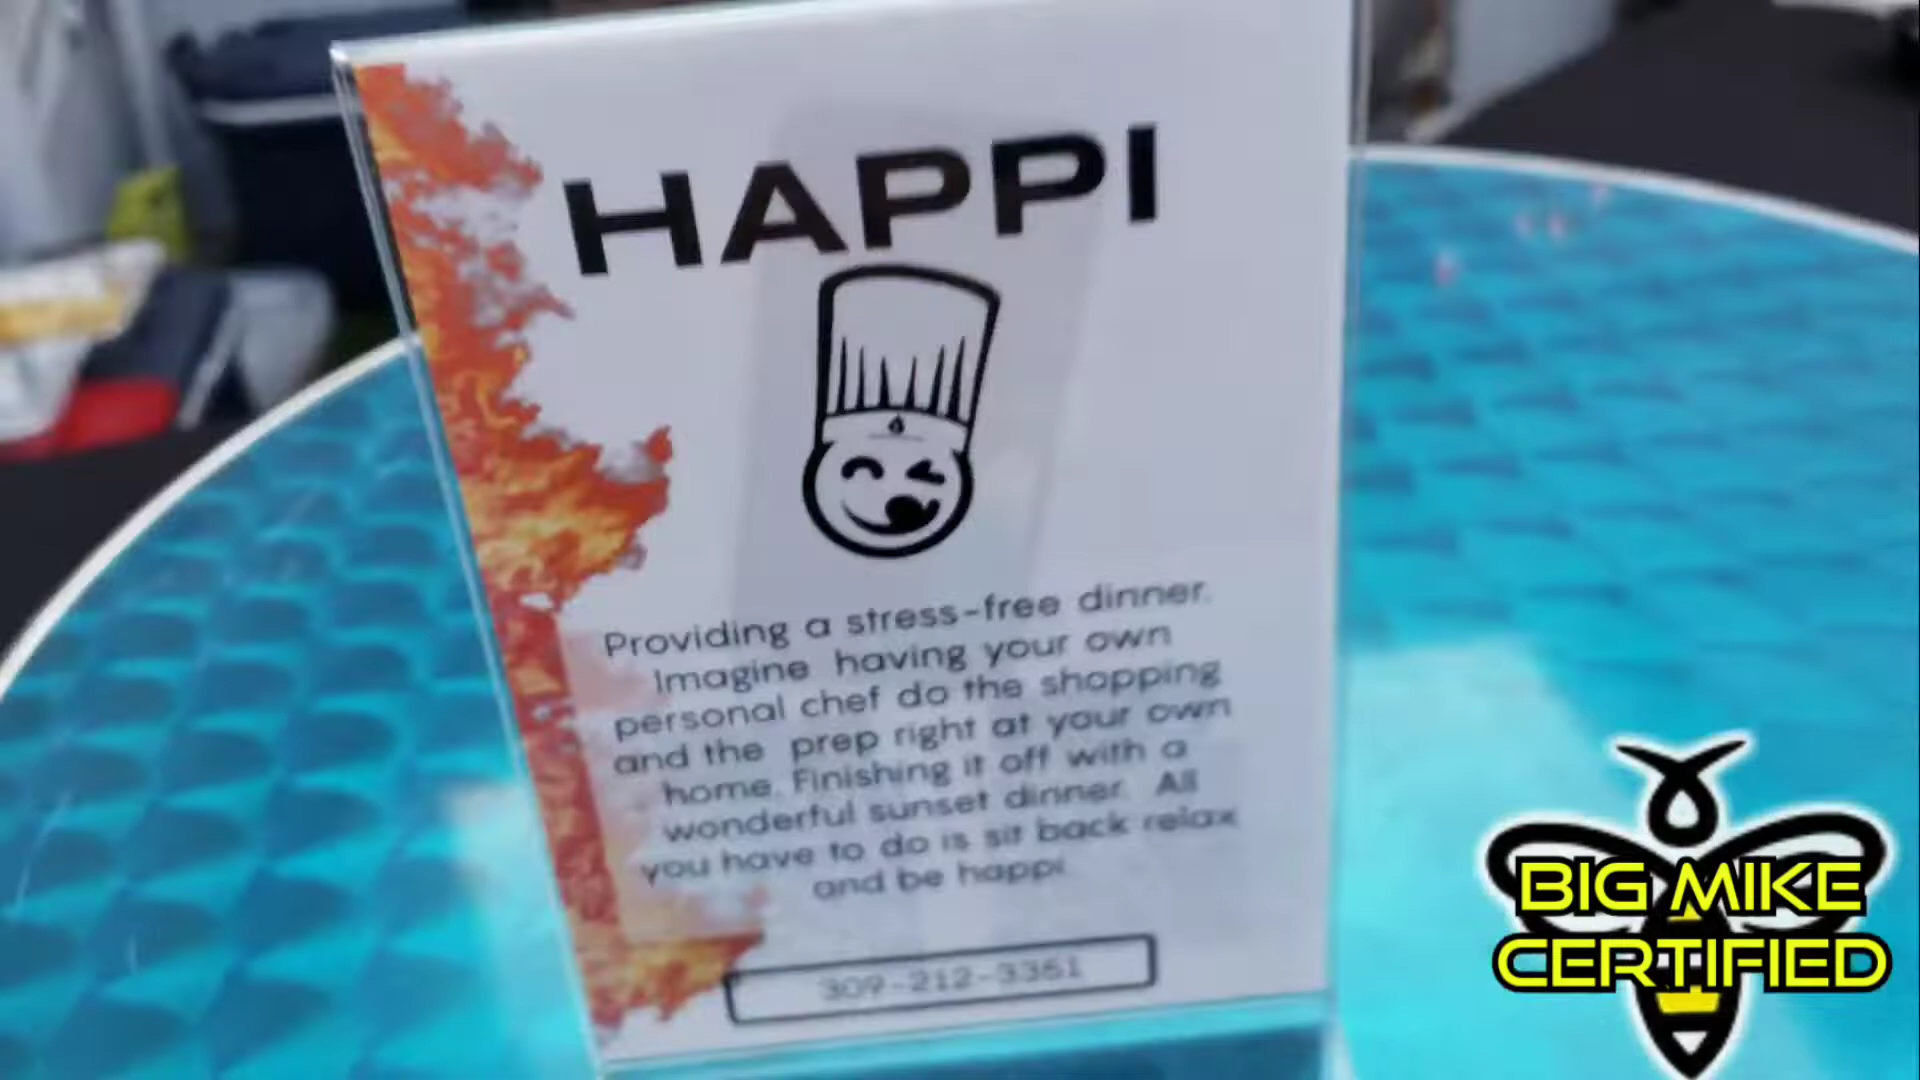 HAPPI
Providing a stress-free dinner.
Imagine having your own
personal chef do the shopping
and the prep right at your own
home. Finishing it off with a
wonderful sunset dinner. All
you have to do is sit back relax
and be happi
309-212-3361
BIG MIKE
CERTIFIED